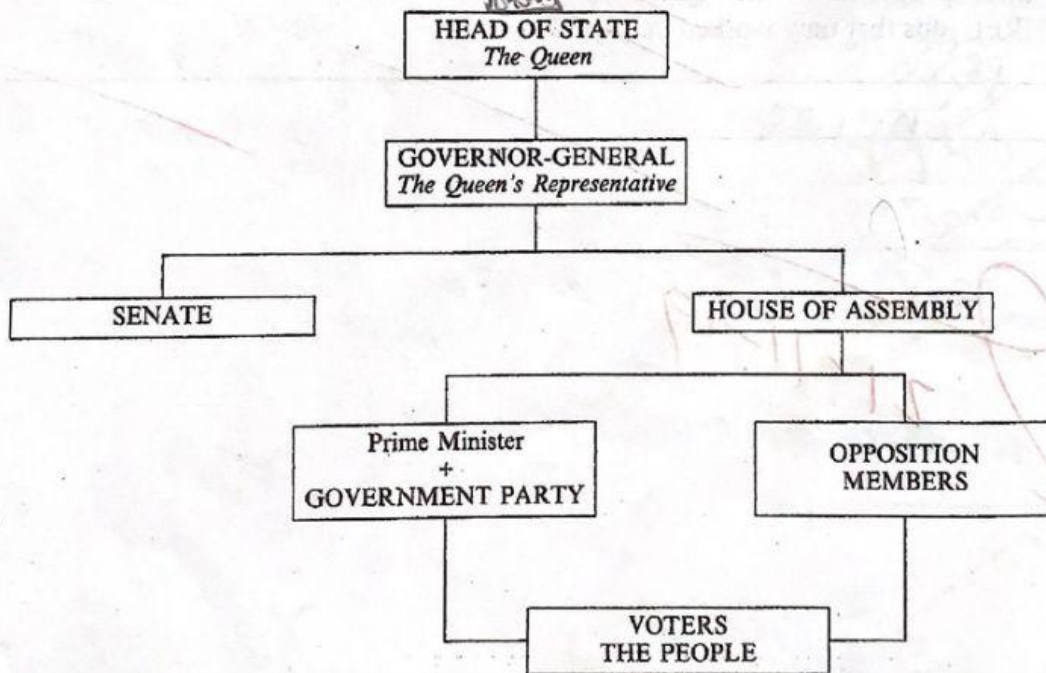 HEAD OF STATE
The Queen
GOVERNOR-GENERAL
The Queen's Representative
SENATE
HOUSE OF ASSEMBLY
Prime Minister
+
GOVERNMENT PARTY
OPPOSITION
MEMBERS
VOTERS
THE PEOPLE